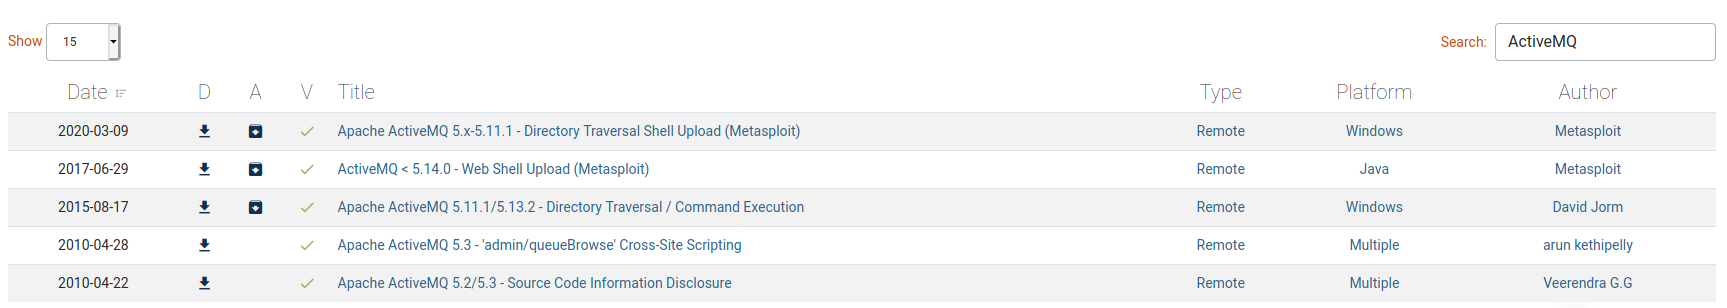 Show 15 Search: ActiveMQ
Date D A V Title Type Platform Author
2020-03-09 Apache ActiveMQ 5.x-5.11.1 - Directory Traversal Shell Upload (Metasploit) Remote Windows Metasploit
2017-06-29 ActiveMQ < 5.14.0 - Web Shell Upload (Metasploit) Remote Java Metasploit
2015-08-17 Apache ActiveMQ 5.11.1/5.13.2 - Directory Traversal / Command Execution Remote Windows David Jorm
2010-04-28 Apache ActiveMQ 5.3 - 'admin/queueBrowse' Cross-Site Scripting Remote Multiple arun kethipelly
2010-04-22 Apache ActiveMQ 5.2/5.3 - Source Code Information Disclosure Remote Multiple Veerendra G.G